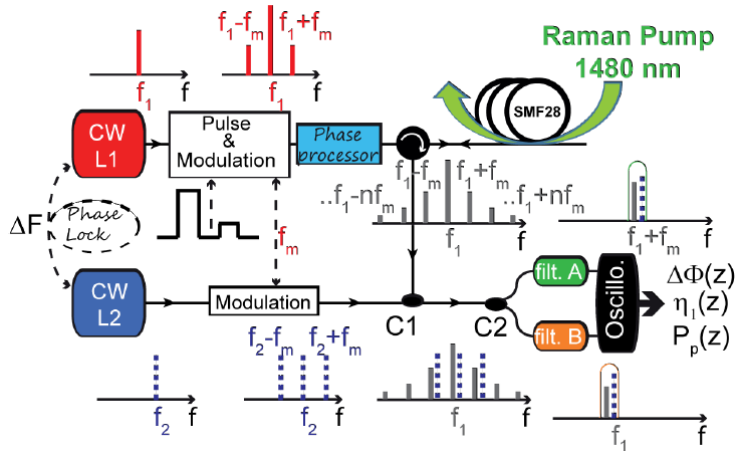 f₁-fₘ f₁+fₘ
f₁ f
f₁ f
Raman Pump
1480 nm
CW
L1
Pulse
&
Modulation
Phase
processor
SMF28
f₁-fₘ f₁+fₘ
..f₁-nfₘ ..f₁+nfₘ
f₁ f
f₁+fₘ f
ΔF
Phase
Lock
fₘ
CW
L2
Modulation
C1
C2
filt. A
filt. B
Oscillo.
ΔΦ(z)
η₁(z)
Pₚ(z)
f₂-fₘ f₂+fₘ
f₂ f
f₂ f
f₁ f
f₁ f